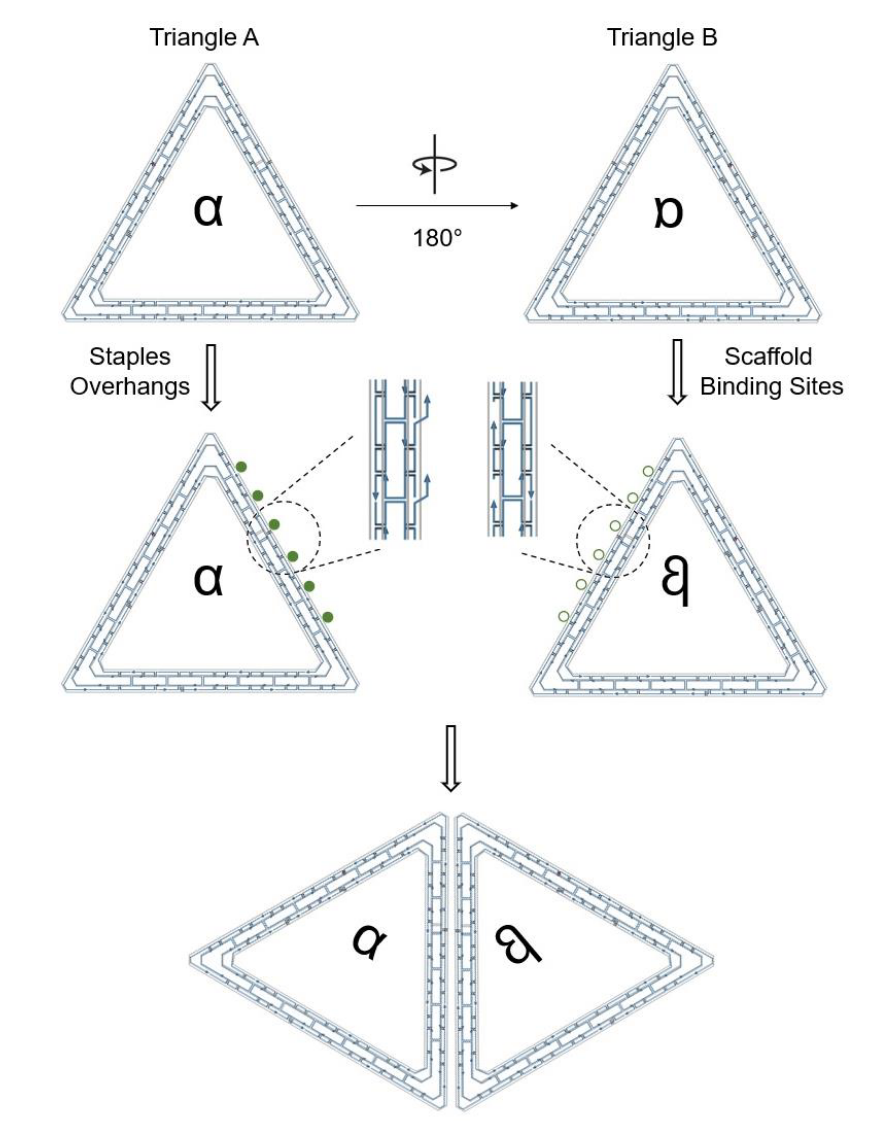 Triangle A
Triangle B
α
α
180°
Staples
Overhangs
Scaffold
Binding Sites
α
β
α
β